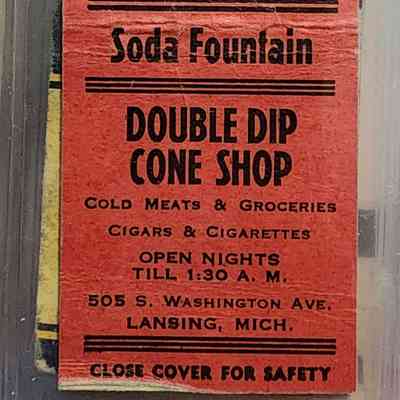 Soda Fountain
DOUBLE DIP
CONE SHOP
COLD MEATS & GROCERIES
CIGARS & CIGARETTES
OPEN NIGHTS
TILL 1:30 A. M.
505 S. WASHINGTON AVE.
LANSING, MICH.
CLOSE COVER FOR SAFETY